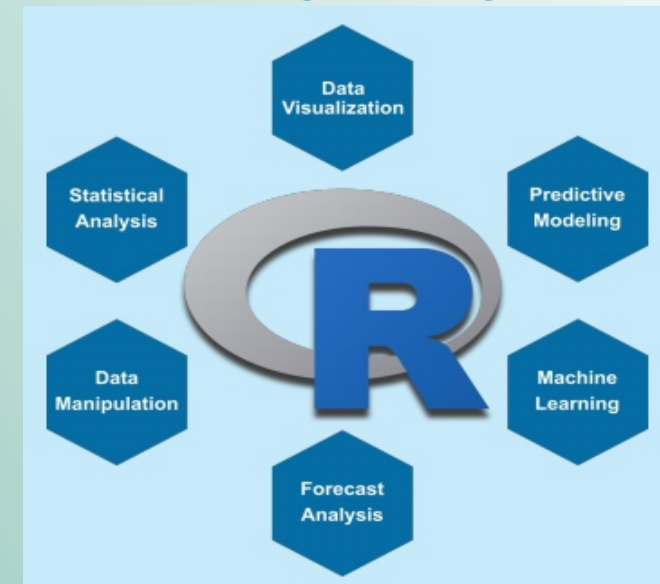 Data
Visualization
Statistical
Analysis
Predictive
Modeling
R
Data
Manipulation
Machine
Learning
Forecast
Analysis